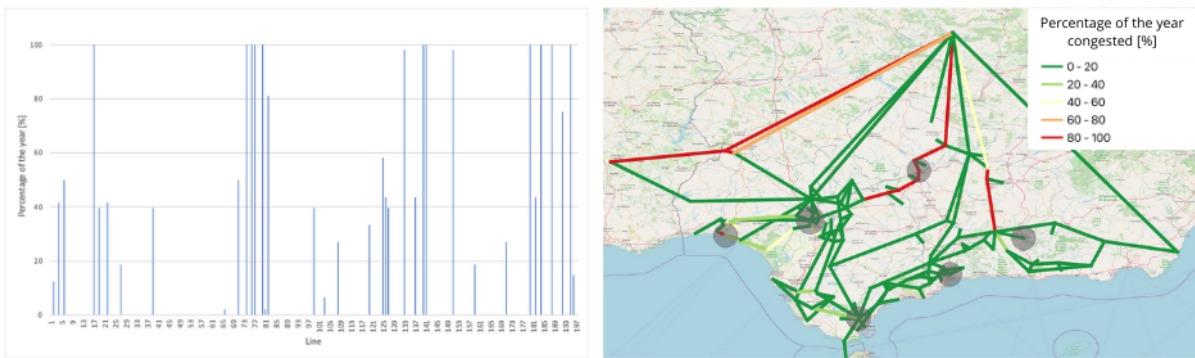 100
80
60
40
20
0
Percentage of the year [%]
1 5 9 13 17 21 25 29 33 37 41 45 49 53 57 61 65 69 73 77 81 85 89 93 97 101 105 109 113 117 121 125 129 133 137 141 145 149 153 157 161 165 169 173 177 181 185 189 193 197
Line
Percentage of the year
congested [%]
0 - 20
20 - 40
40 - 60
60 - 80
80 - 100